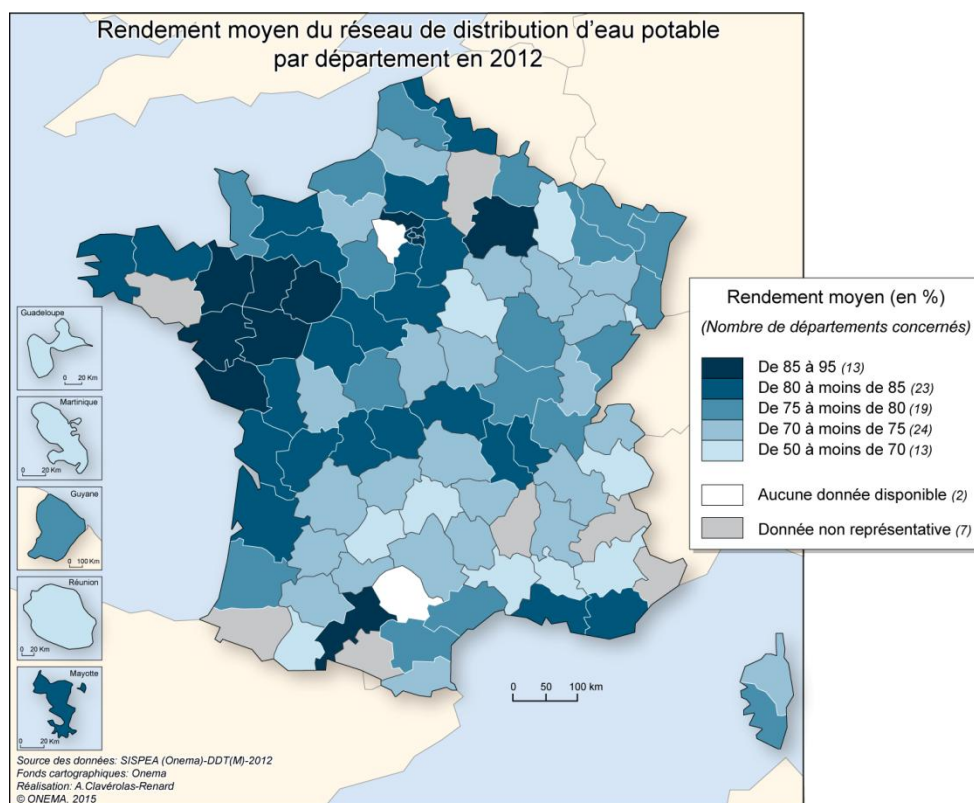 Rendement moyen du réseau de distribution d'eau potable
par département en 2012
Guadeloupe
0 20 Km
Martinique
0 20 Km
Guyane
0 100 Km
Réunion
0 20 Km
Mayotte
0 20 Km
Rendement moyen (en %)
(Nombre de départements concernés)
De 85 à 95 (13)
De 80 à moins de 85 (23)
De 75 à moins de 80 (19)
De 70 à moins de 75 (24)
De 50 à moins de 70 (13)
Aucune donnée disponible (2)
Donnée non représentative (7)
0 50 100 km
Source des données: SISPEA (Onema)-DDT(M)-2012
Fonds cartographiques: Onema
Réalisation: A.Clavérolas-Renard
© ONEMA, 2015